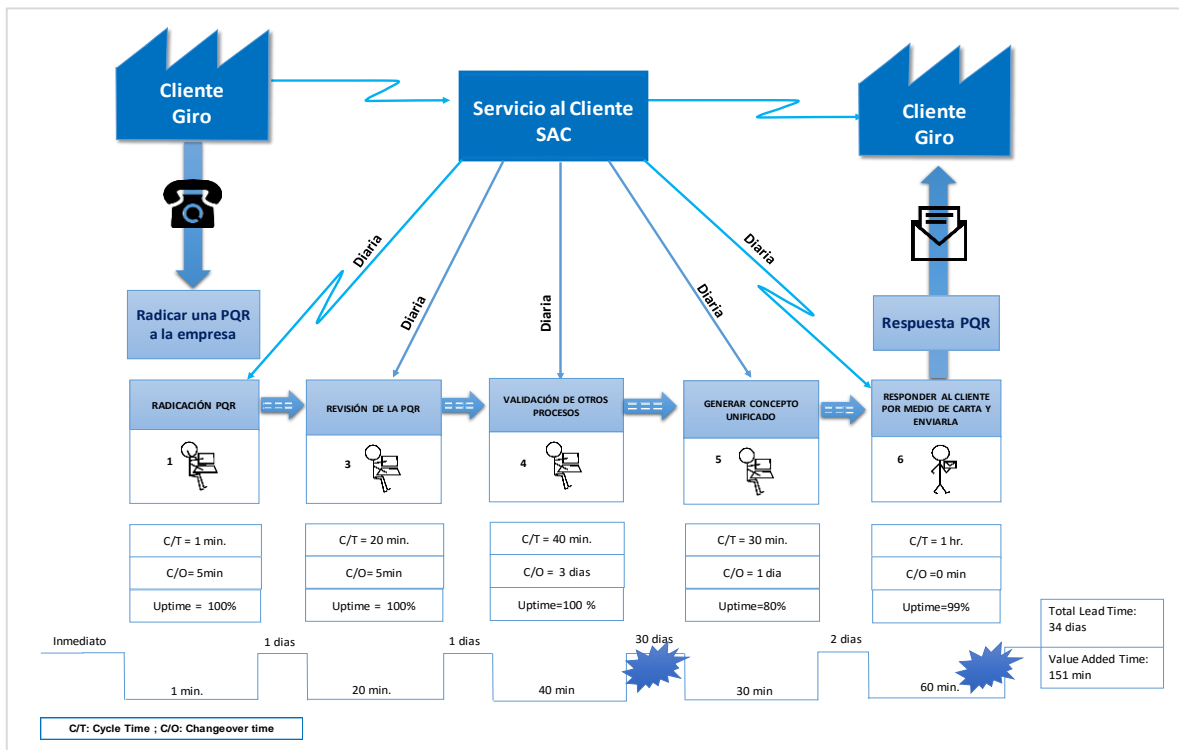 Cliente
Giro
Servicio al Cliente
SAC
Cliente
Giro
Diaria
Diaria
Diaria
Diaria
Diaria
Radicar una PQR
a la empresa
Respuesta PQR
RADICACIÓN PQR
REVISIÓN DE LA PQR
VALIDACIÓN DE OTROS
PROCESOS
GENERAR CONCEPTO
UNIFICADO
RESPONDER AL CLIENTE
POR MEDIO DE CARTA Y
ENVIARLA
1
3
4
5
6
C/T = 1 min.
C/O= 5min
Uptime = 100%
C/T = 20 min.
C/O= 5min
Uptime = 100%
C/T = 40 min.
C/O = 3 dias
Uptime=100 %
C/T = 30 min.
C/O = 1 dia
Uptime=80%
C/T = 1 hr.
C/O =0 min
Uptime=99%
Inmediato
1 dias
1 dias
30 dias
2 dias
1 min.
20 min.
40 min
30 min
60 min.
Total Lead Time:
34 dias
Value Added Time:
151 min
C/T: Cycle Time ; C/O: Changeover time